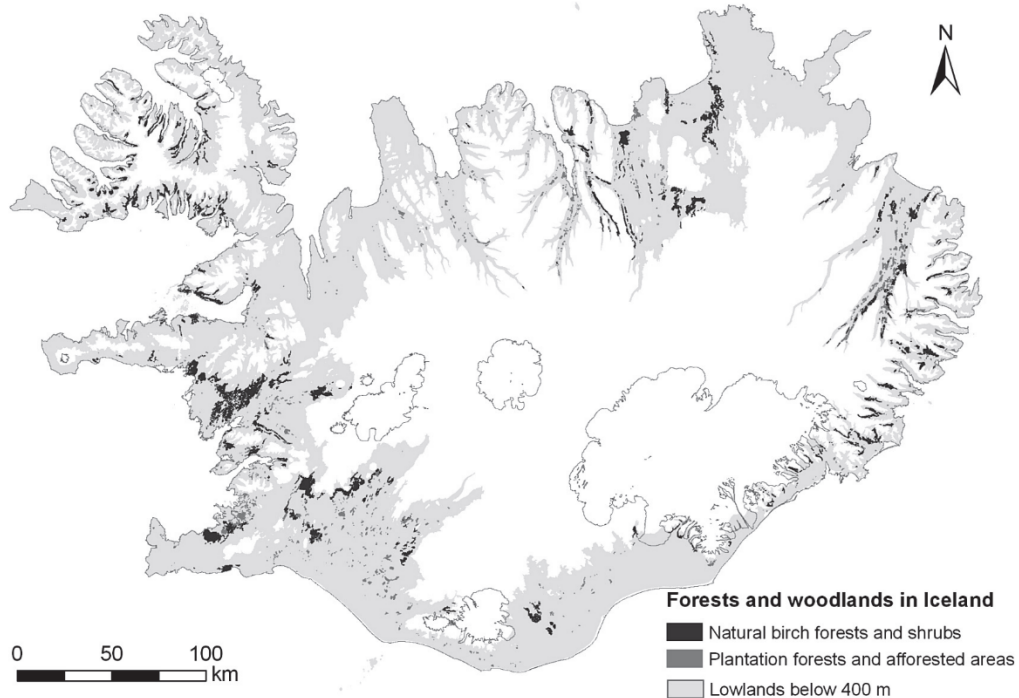 N
Forests and woodlands in Iceland
Natural birch forests and shrubs
Plantation forests and afforested areas
Lowlands below 400 m
0 50 100
km